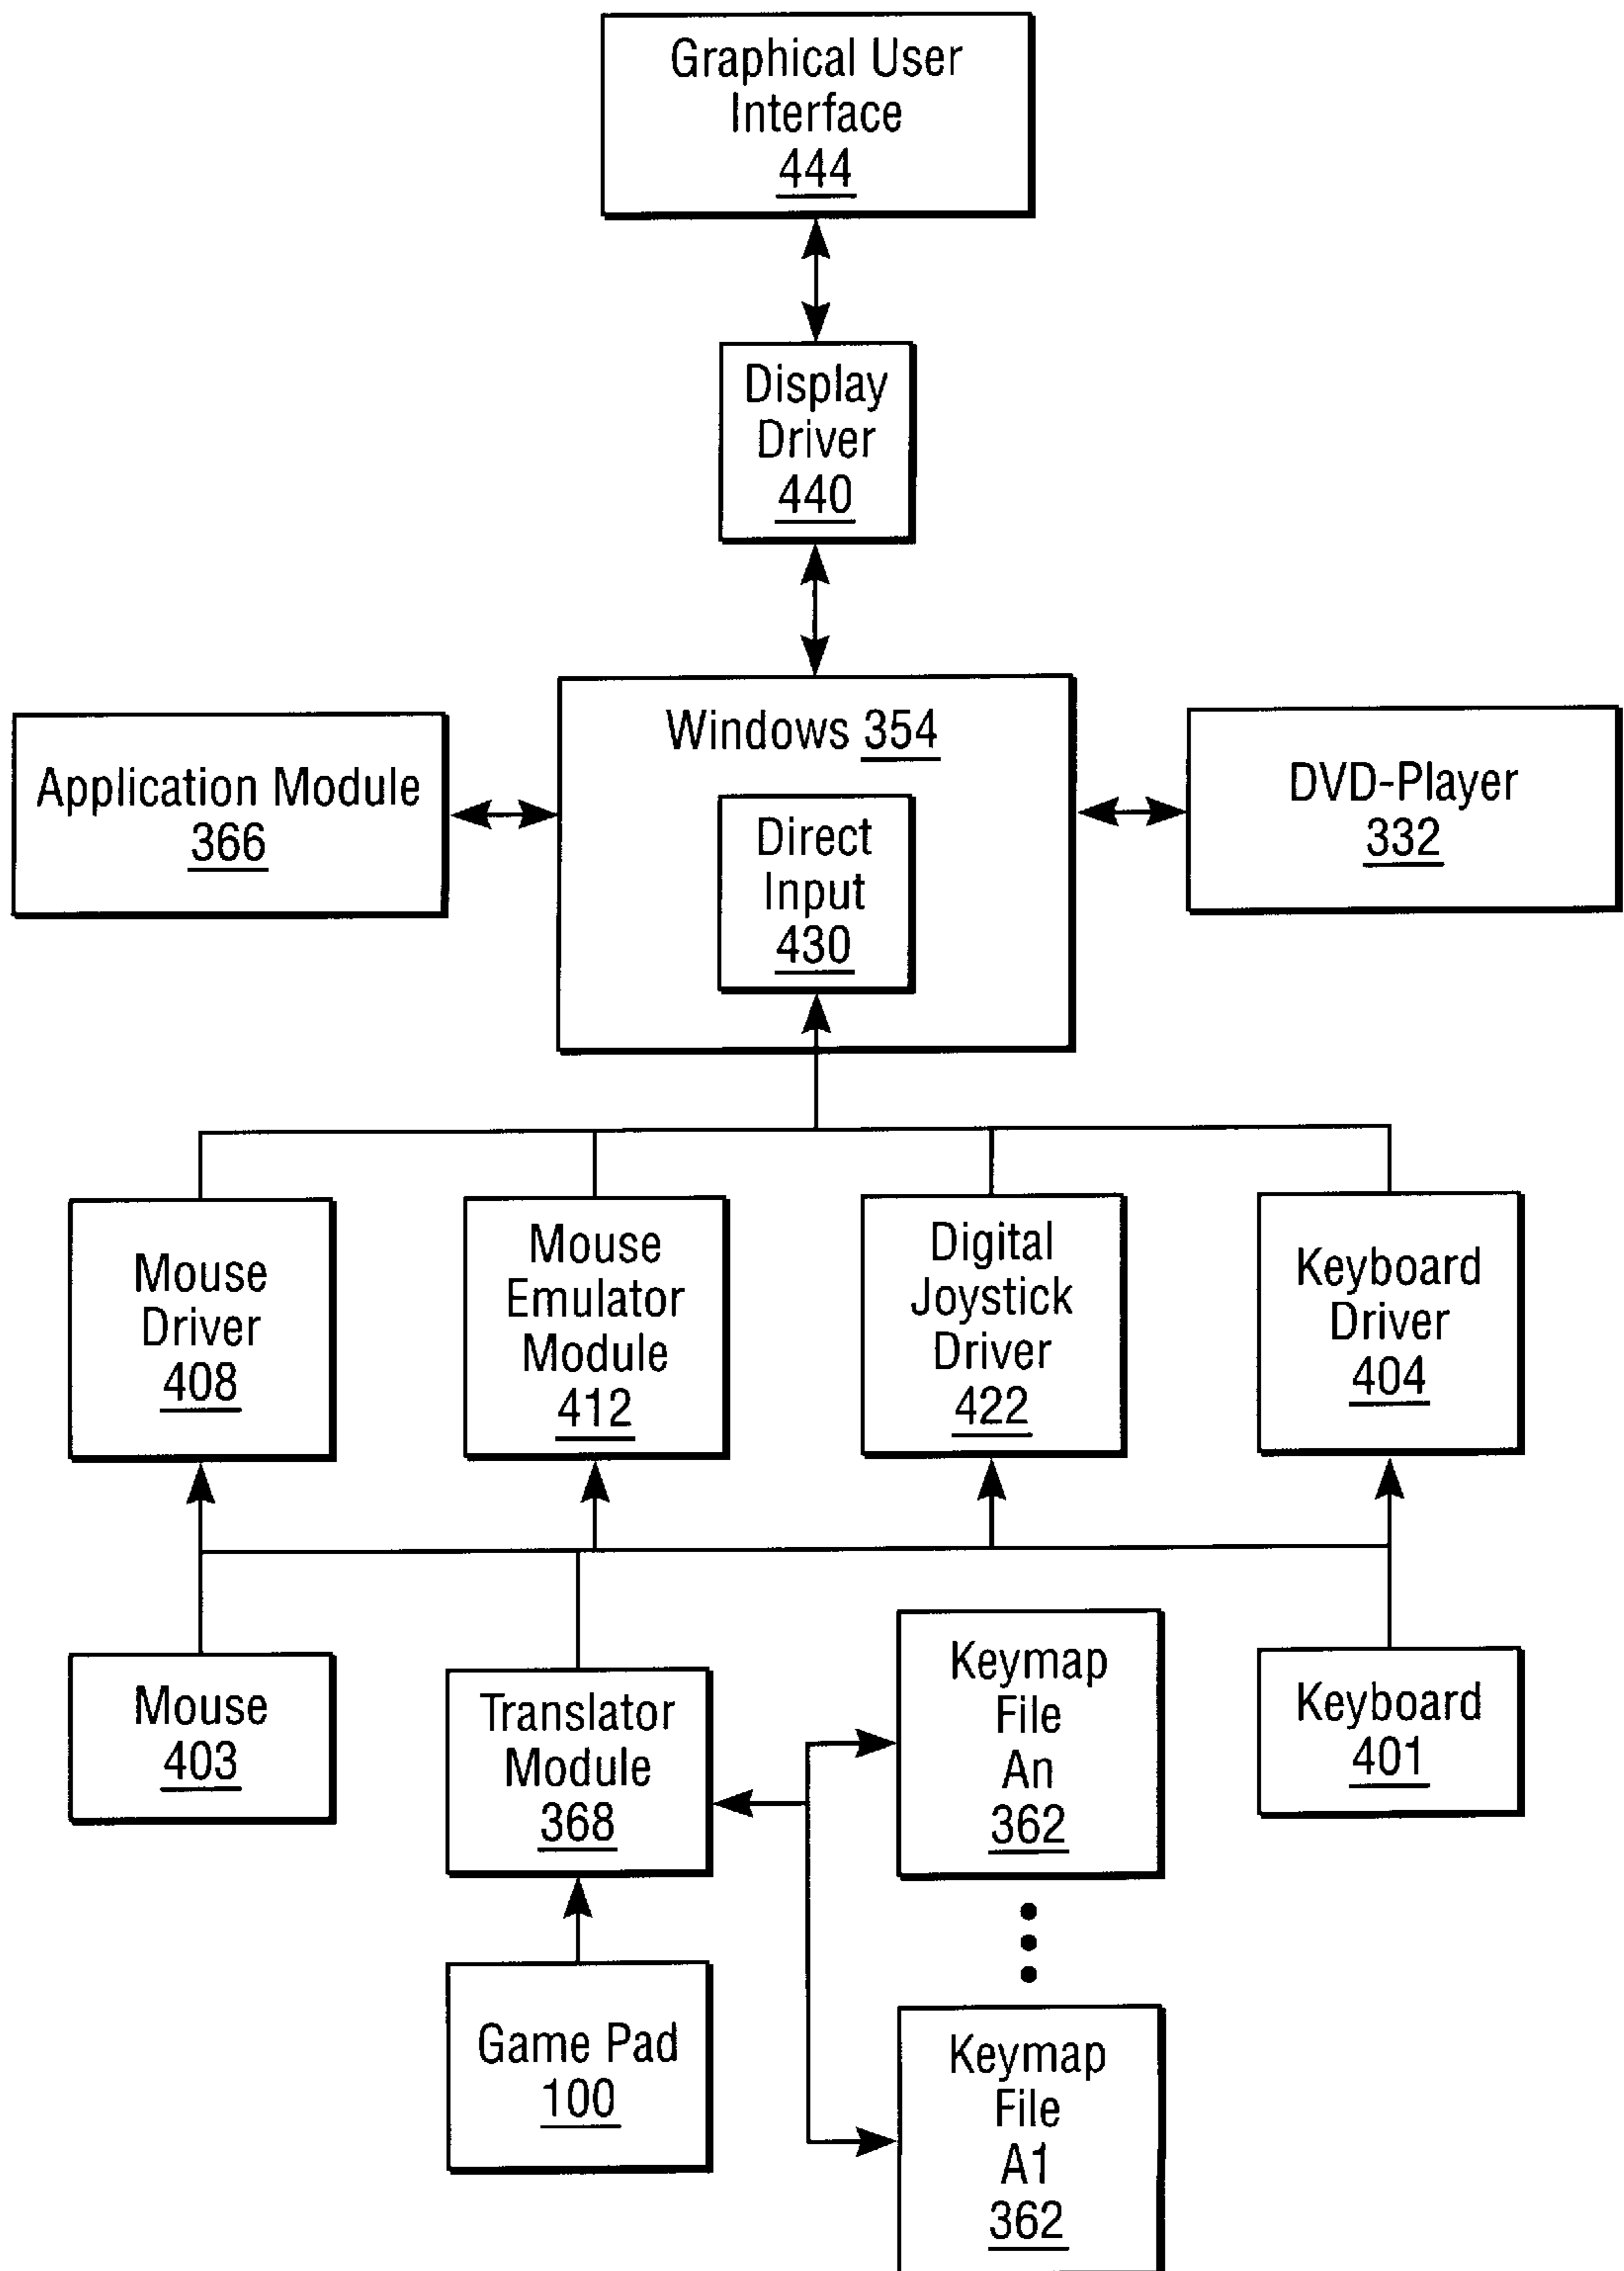 Graphical User
Interface
444
Display
Driver
440
Windows 354
Application Module
366
Direct
Input
430
DVD-Player
332
Mouse
Driver
408
Mouse
Emulator
Module
412
Digital
Joystick
Driver
422
Keyboard
Driver
404
Mouse
403
Translator
Module
368
Keymap
File
An
362
Keyboard
401
Game Pad
100
Keymap
File
A1
362